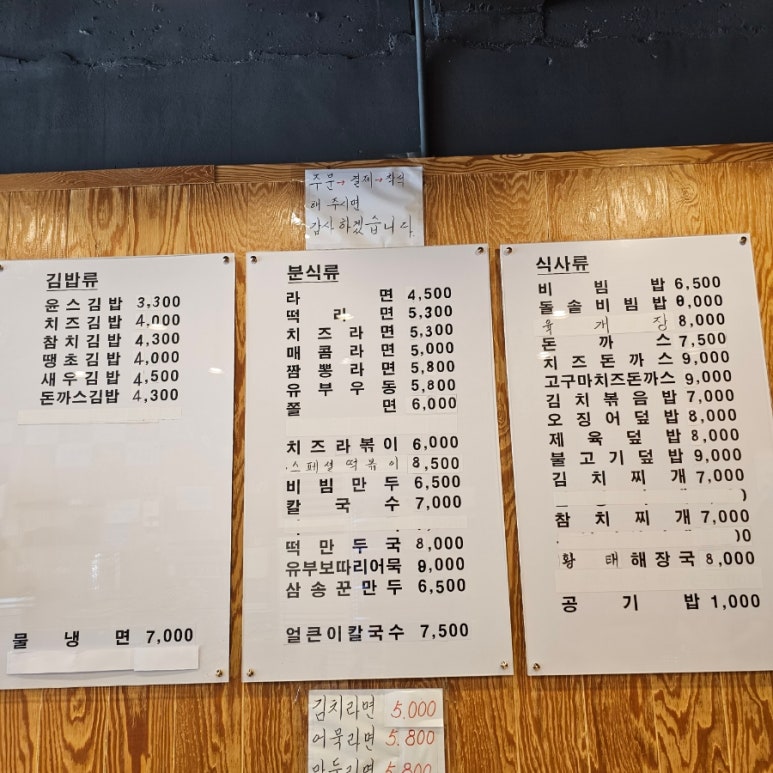 주문→결제→착석
해 주시면
감사하겠습니다
김밥류
윤스김밥 3,300
치즈김밥 4,000
참치김밥 4,300
땡초김밥 4,000
새우김밥 4,500
돈까스김밥 4,300
물냉면 7,000
분식류
라면 4,500
떡라면 5,300
치즈라면 5,300
매콤라면 5,000
짬뽕라면 5,800
유부우동 5,800
쫄면 6,000
치즈라볶이 6,000
스페셜떡볶이 8,500
비빔만두 6,500
칼국수 7,000
떡만두국 8,000
유부보따리어묵 9,000
삼송꾼만두 6,500
얼큰이칼국수 7,500
식사류
비빔밥 6,500
돌솥비빔밥 8,000
육개장 8,000
돈까스 7,500
치즈돈까스 9,000
고구마치즈돈까스 9,000
김치볶음밥 7,000
오징어덮밥 8,000
제육덮밥 8,000
불고기덮밥 9,000
김치찌개 7,000
참치찌개 7,000
황태해장국 8,000
공기밥 1,000
김치라면 5.000
어묵라면 5.800
만두라면 5.800